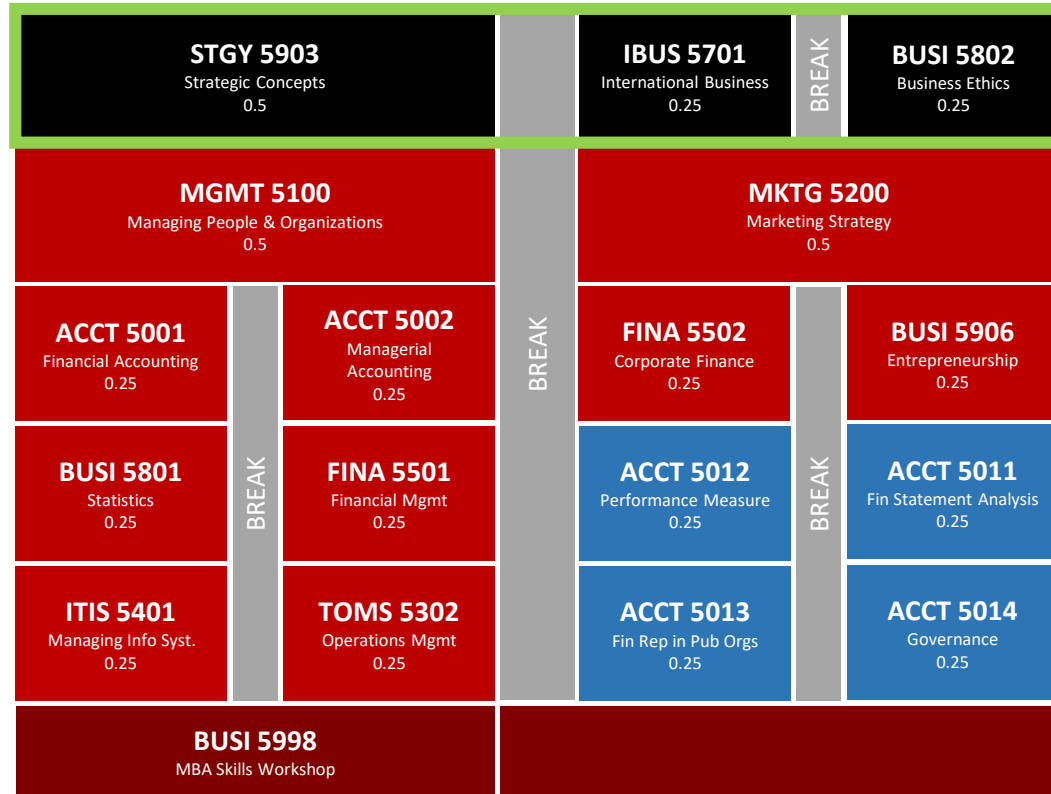 STGY 5903
Strategic Concepts
0.5
IBUS 5701
International Business
0.25
BREAK
BUSI 5802
Business Ethics
0.25
MGMT 5100
Managing People & Organizations
0.5
MKTG 5200
Marketing Strategy
0.5
ACCT 5001
Financial Accounting
0.25
ACCT 5002
Managerial
Accounting
0.25
BREAK
FINA 5502
Corporate Finance
0.25
BUSI 5906
Entrepreneurship
0.25
BUSI 5801
Statistics
0.25
BREAK
FINA 5501
Financial Mgmt
0.25
ACCT 5012
Performance Measure
0.25
BREAK
ACCT 5011
Fin Statement Analysis
0.25
ITIS 5401
Managing Info Syst.
0.25
TOMS 5302
Operations Mgmt
0.25
ACCT 5013
Fin Rep in Pub Orgs
0.25
ACCT 5014
Governance
0.25
BUSI 5998
MBA Skills Workshop